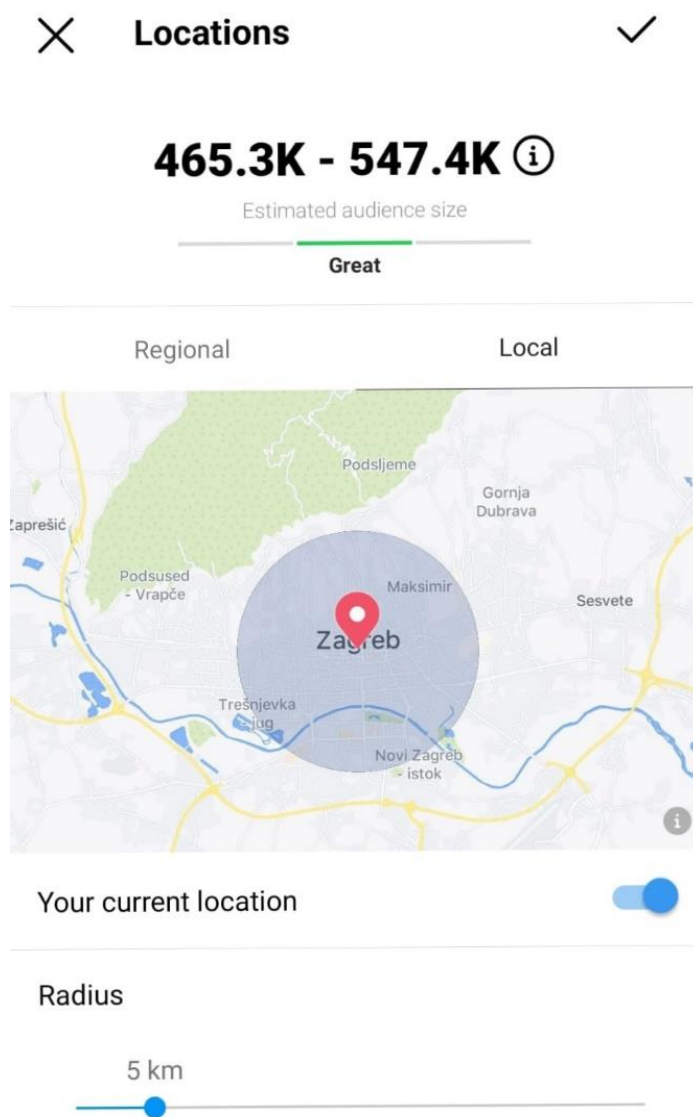 Locations
465.3K - 547.4K
Estimated audience size
Great
Regional
Local
Podsljeme
Gornja
Dubrava
Zaprešić
Podsused
- Vrapče
Maksimir
Sesvete
Zagreb
Trešnjevka
- jug
Novi Zagreb
- istok
Your current location
Radius
5 km